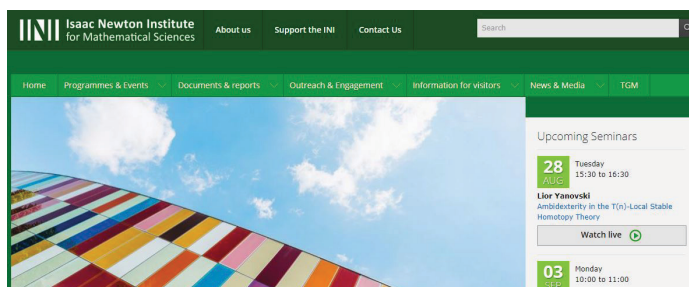 Isaac Newton Institute
for Mathematical Sciences
About us
Support the INI
Contact Us
Search
Home
Programmes & Events
Documents & reports
Outreach & Engagement
Information for visitors
News & Media
TGM
Upcoming Seminars
28
AUG
Tuesday
15:30 to 16:30
Lior Yanovski
Ambidexterity in the T(n)-Local Stable
Homotopy Theory
Watch live
03
SEP
Monday
10:00 to 11:00